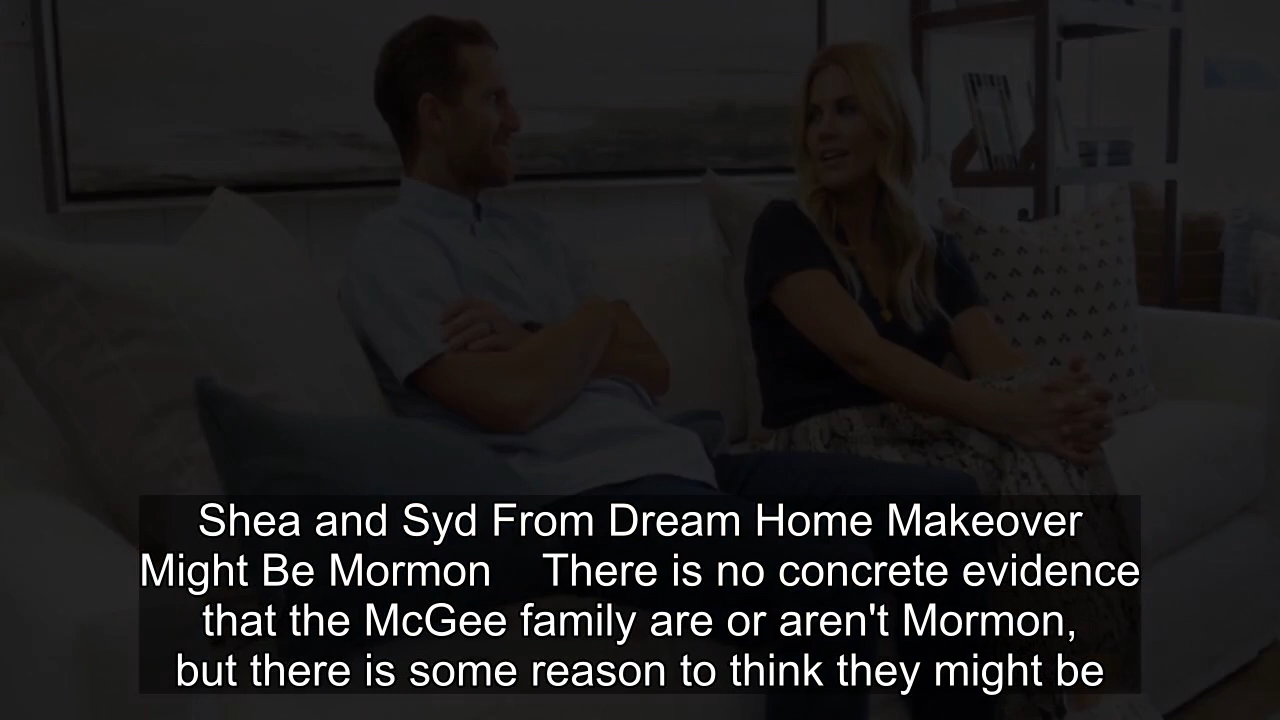 Shea and Syd From Dream Home Makeover
Might Be Mormon    There is no concrete evidence
that the McGee family are or aren't Mormon,
but there is some reason to think they might be